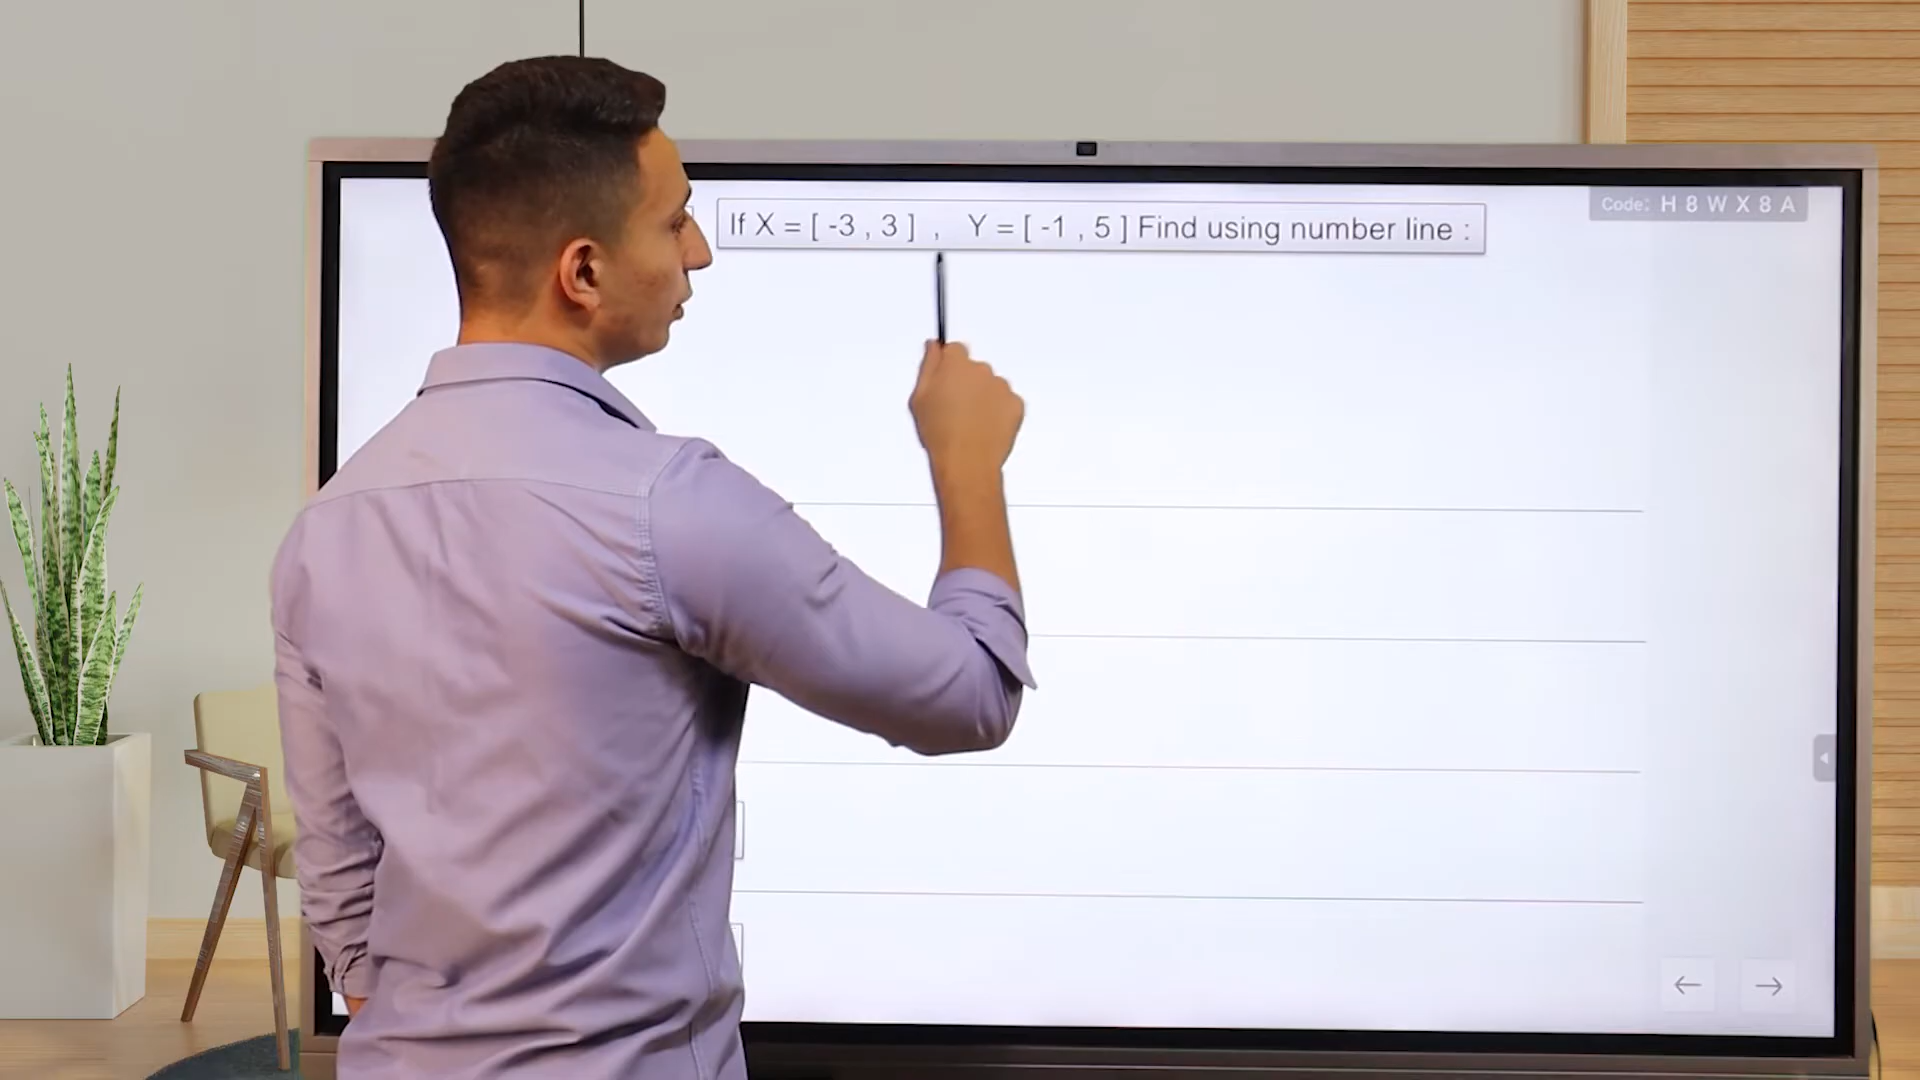 If X = [ -3 , 3 ] , Y = [ -1 , 5 ] Find using number line :
Code: H 8 W X 8 A